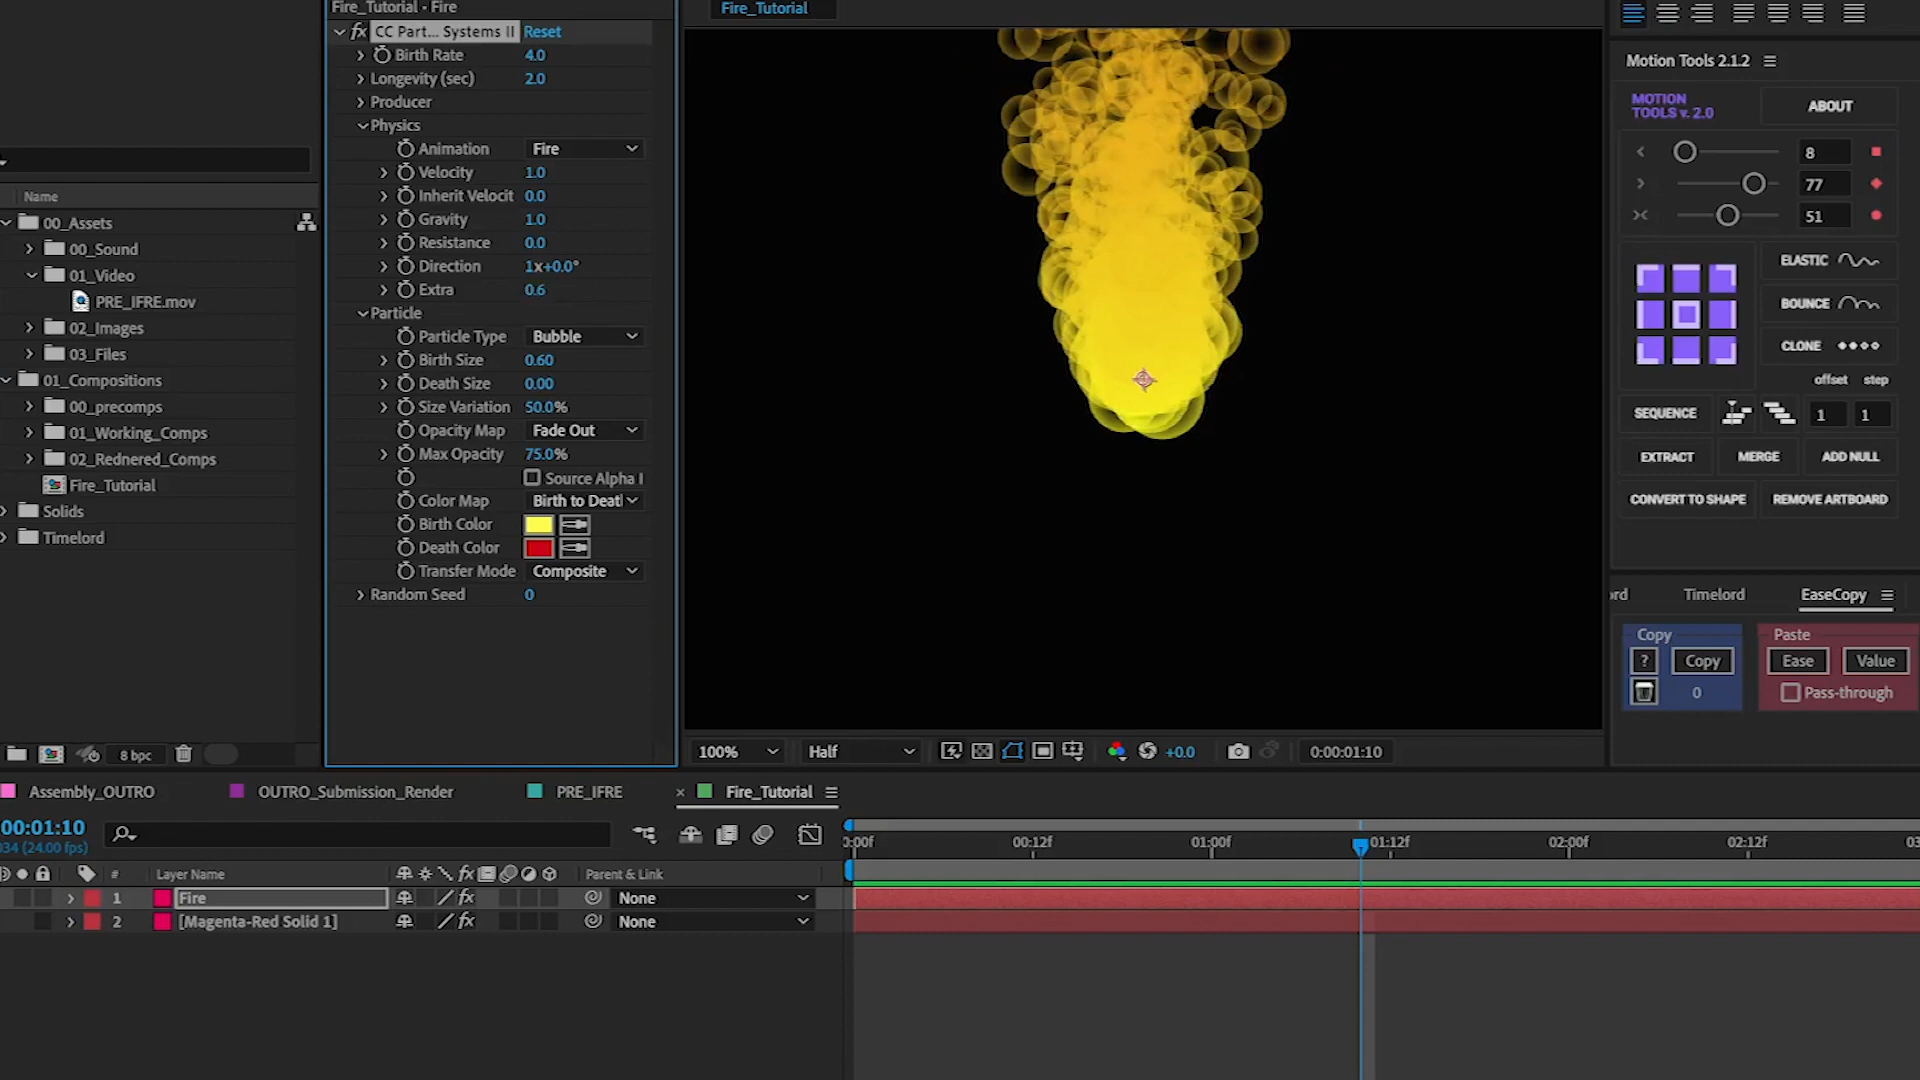 Fire_Tutorial - Fire
fx CC Part... Systems II Reset
Birth Rate 4.0
Longevity (sec) 2.0
Producer
Physics
Animation Fire
Velocity 1.0
Inherit Velocit 0.0
Gravity 1.0
Resistance 0.0
Direction 1x+0.0°
Extra 0.6
Particle
Particle Type Bubble
Birth Size 0.60
Death Size 0.00
Size Variation 50.0%
Opacity Map Fade Out
Max Opacity 75.0%
Source Alpha I
Color Map Birth to Deat
Birth Color
Death Color
Transfer Mode Composite
Random Seed 0
Name
00_Assets
00_Sound
01_Video
PRE_IFRE.mov
02_Images
03_Files
01_Compositions
00_precomps
01_Working_Comps
02_Rednered_Comps
Fire_Tutorial
Solids
Timelord
8 bpc
Fire_Tutorial
100% Half +0.0 0:00:01:10
Motion Tools 2.1.2
MOTION
TOOLS v. 2.0
ABOUT
8
77
51
ELASTIC
BOUNCE
CLONE
offset step
SEQUENCE 1 1
EXTRACT MERGE ADD NULL
CONVERT TO SHAPE REMOVE ARTBOARD
ord Timelord EaseCopy
Copy Paste
? Copy Ease Value
0 Pass-through
Assembly_OUTRO OUTRO_Submission_Render PRE_IFRE × Fire_Tutorial
00:01:10
034 (24.00 fps)
0:00f 00:12f 01:00f 01:12f 02:00f 02:12f 03
# Layer Name fx Parent & Link
1 Fire fx None
2 [Magenta-Red Solid 1] fx None